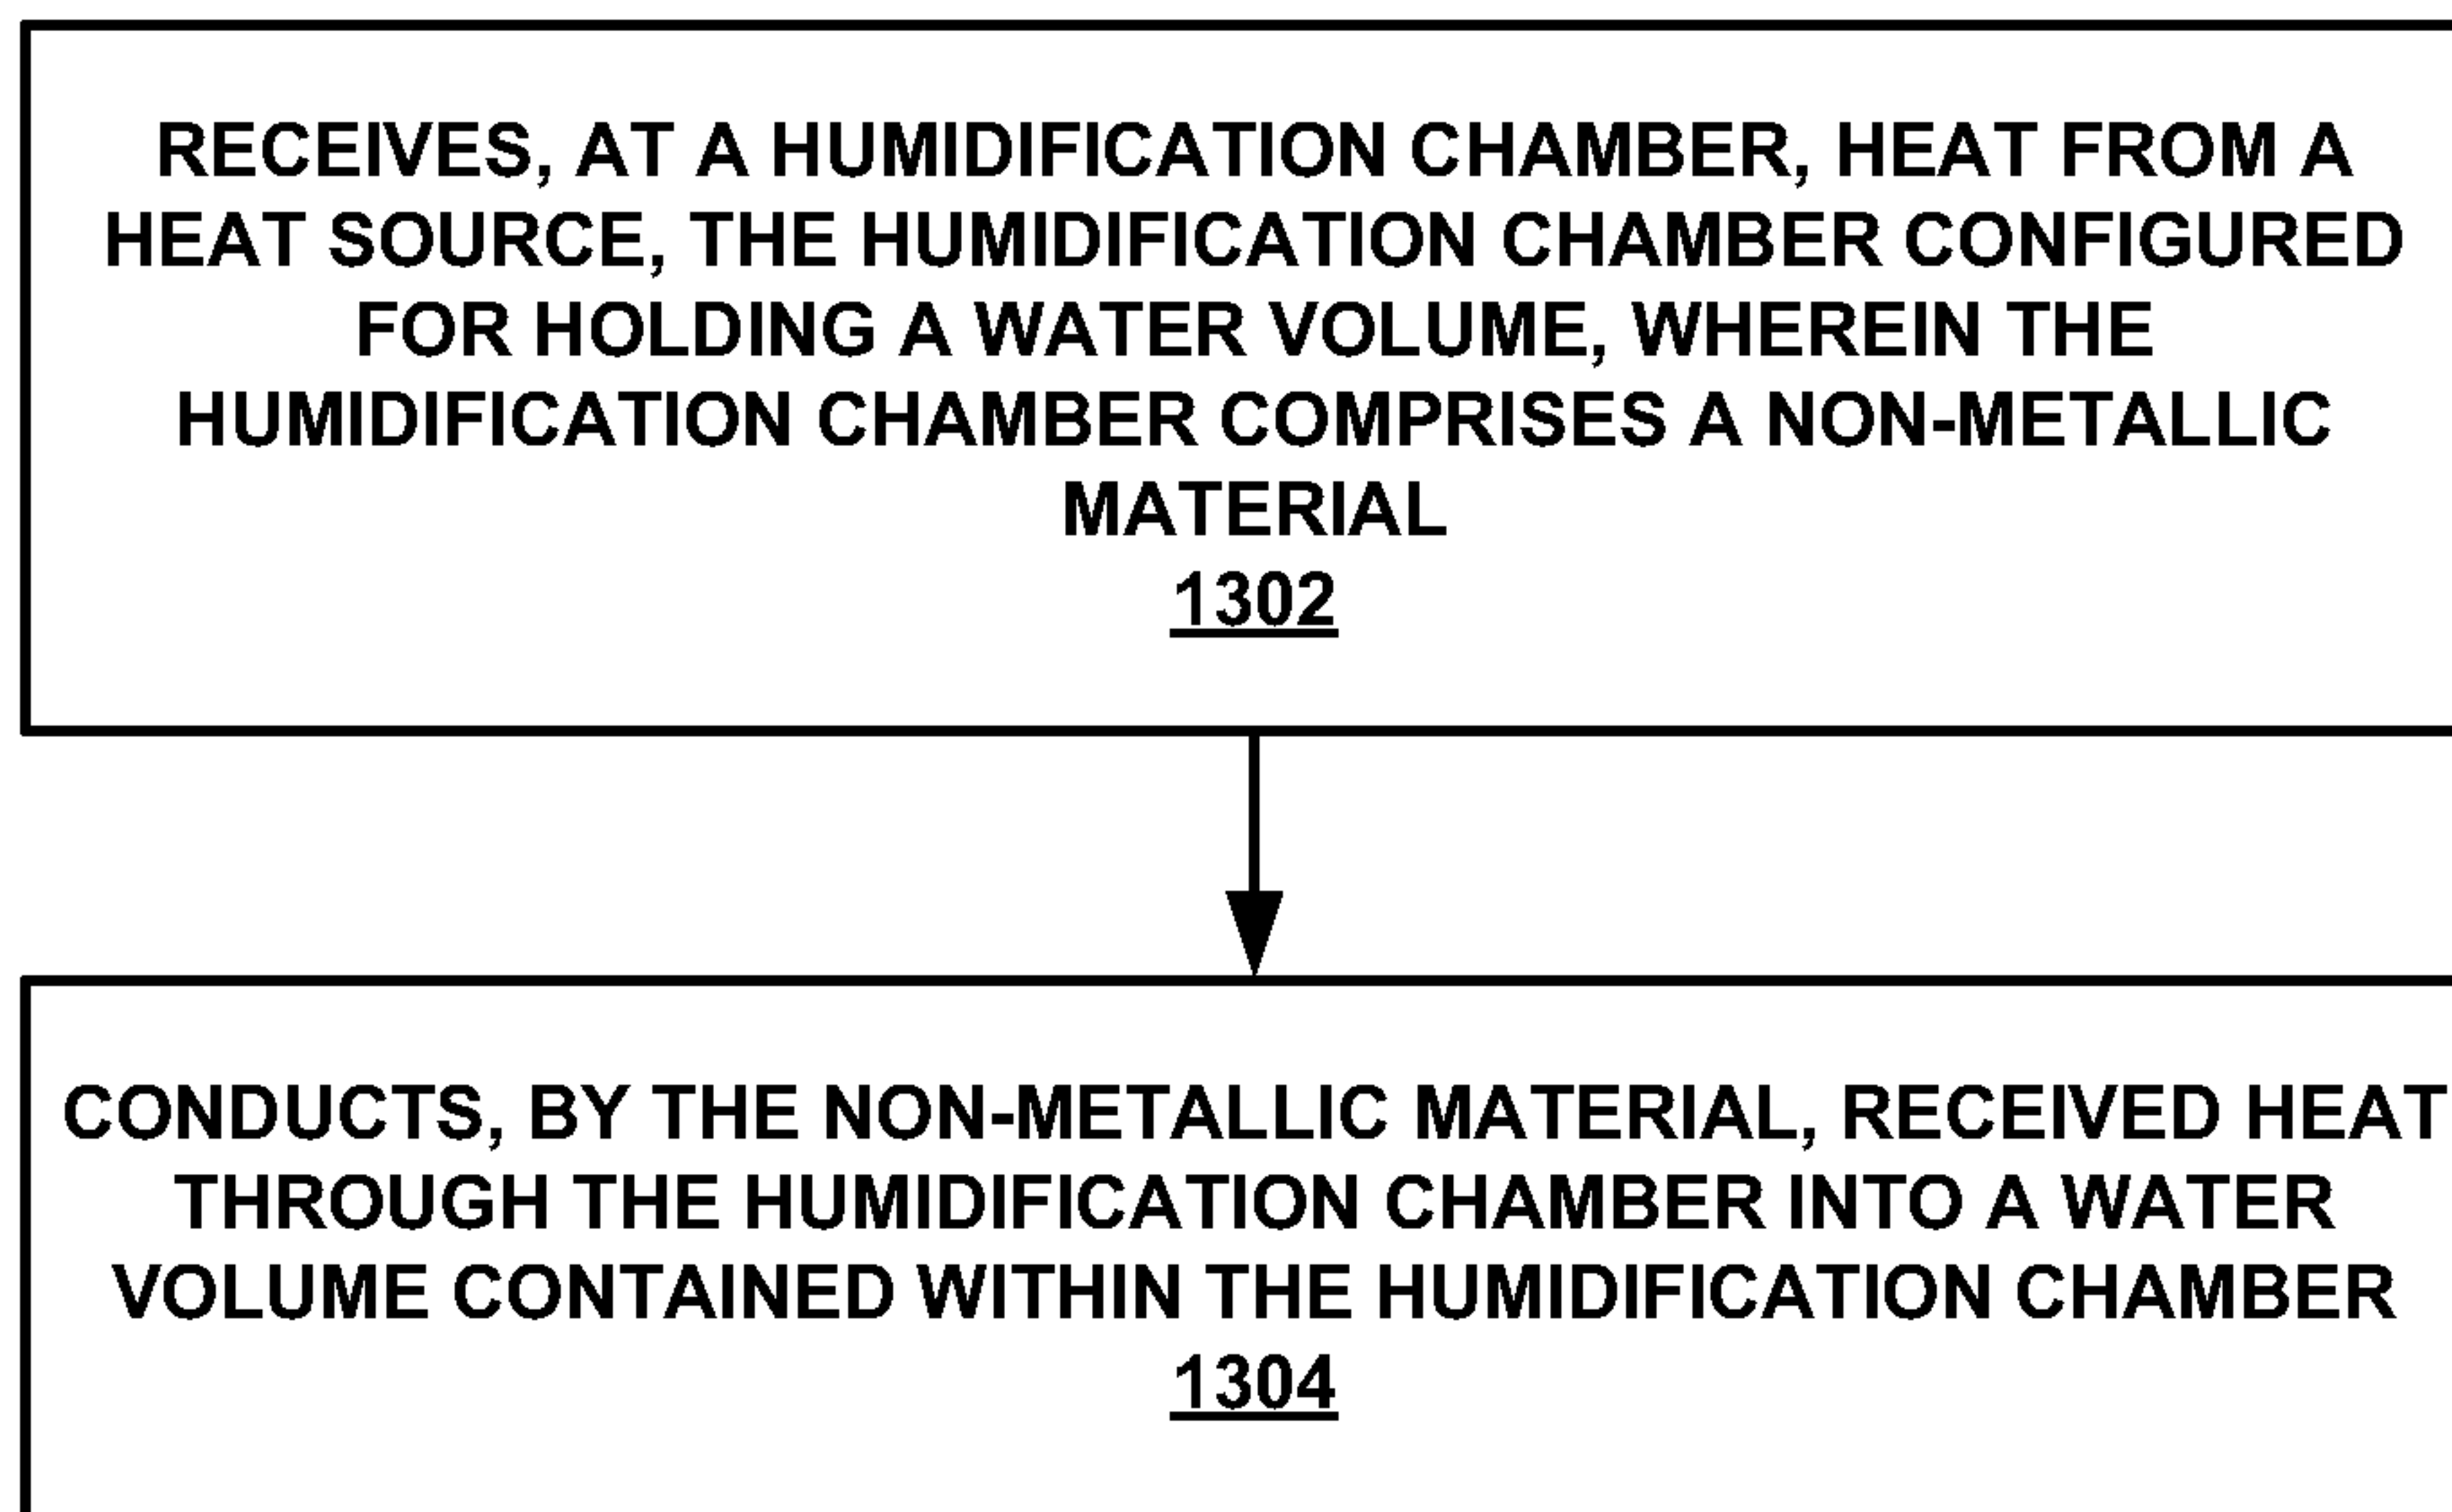 RECEIVES, AT A HUMIDIFICATION CHAMBER, HEAT FROM A
HEAT SOURCE, THE HUMIDIFICATION CHAMBER CONFIGURED
FOR HOLDING A WATER VOLUME, WHEREIN THE
HUMIDIFICATION CHAMBER COMPRISES A NON-METALLIC
MATERIAL
1302
CONDUCTS, BY THE NON-METALLIC MATERIAL, RECEIVED HEAT
THROUGH THE HUMIDIFICATION CHAMBER INTO A WATER
VOLUME CONTAINED WITHIN THE HUMIDIFICATION CHAMBER
1304